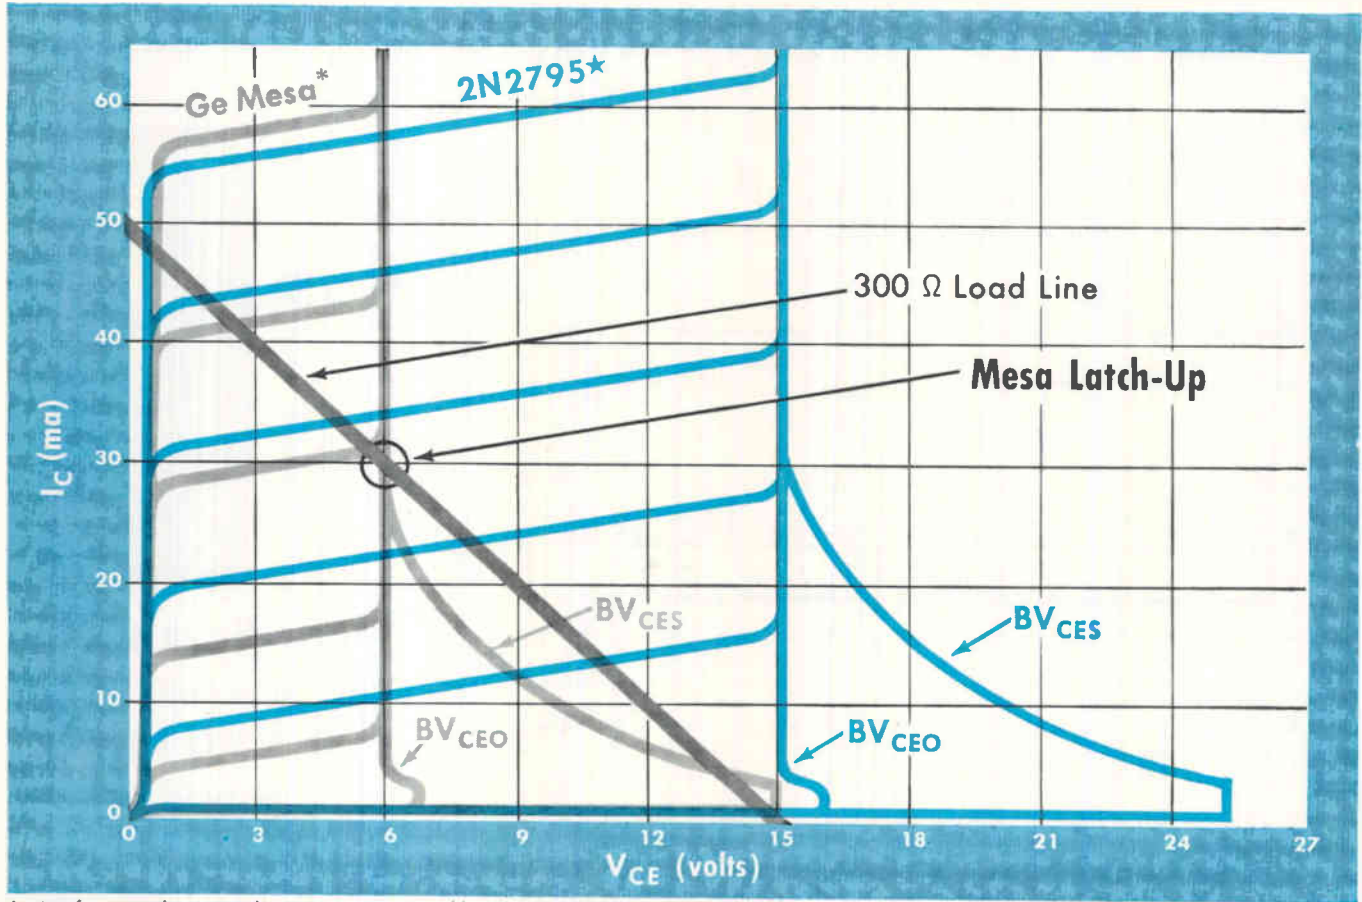 Ge Mesa*
2N2795★
60
50
40
30
20
10
0
I_C (ma)
300 Ω Load Line
Mesa Latch-Up
BV_CES
BV_CES
BV_CEO
BV_CEO
0 3 6 9 12 15 18 21 24 27
V_CE (volts)